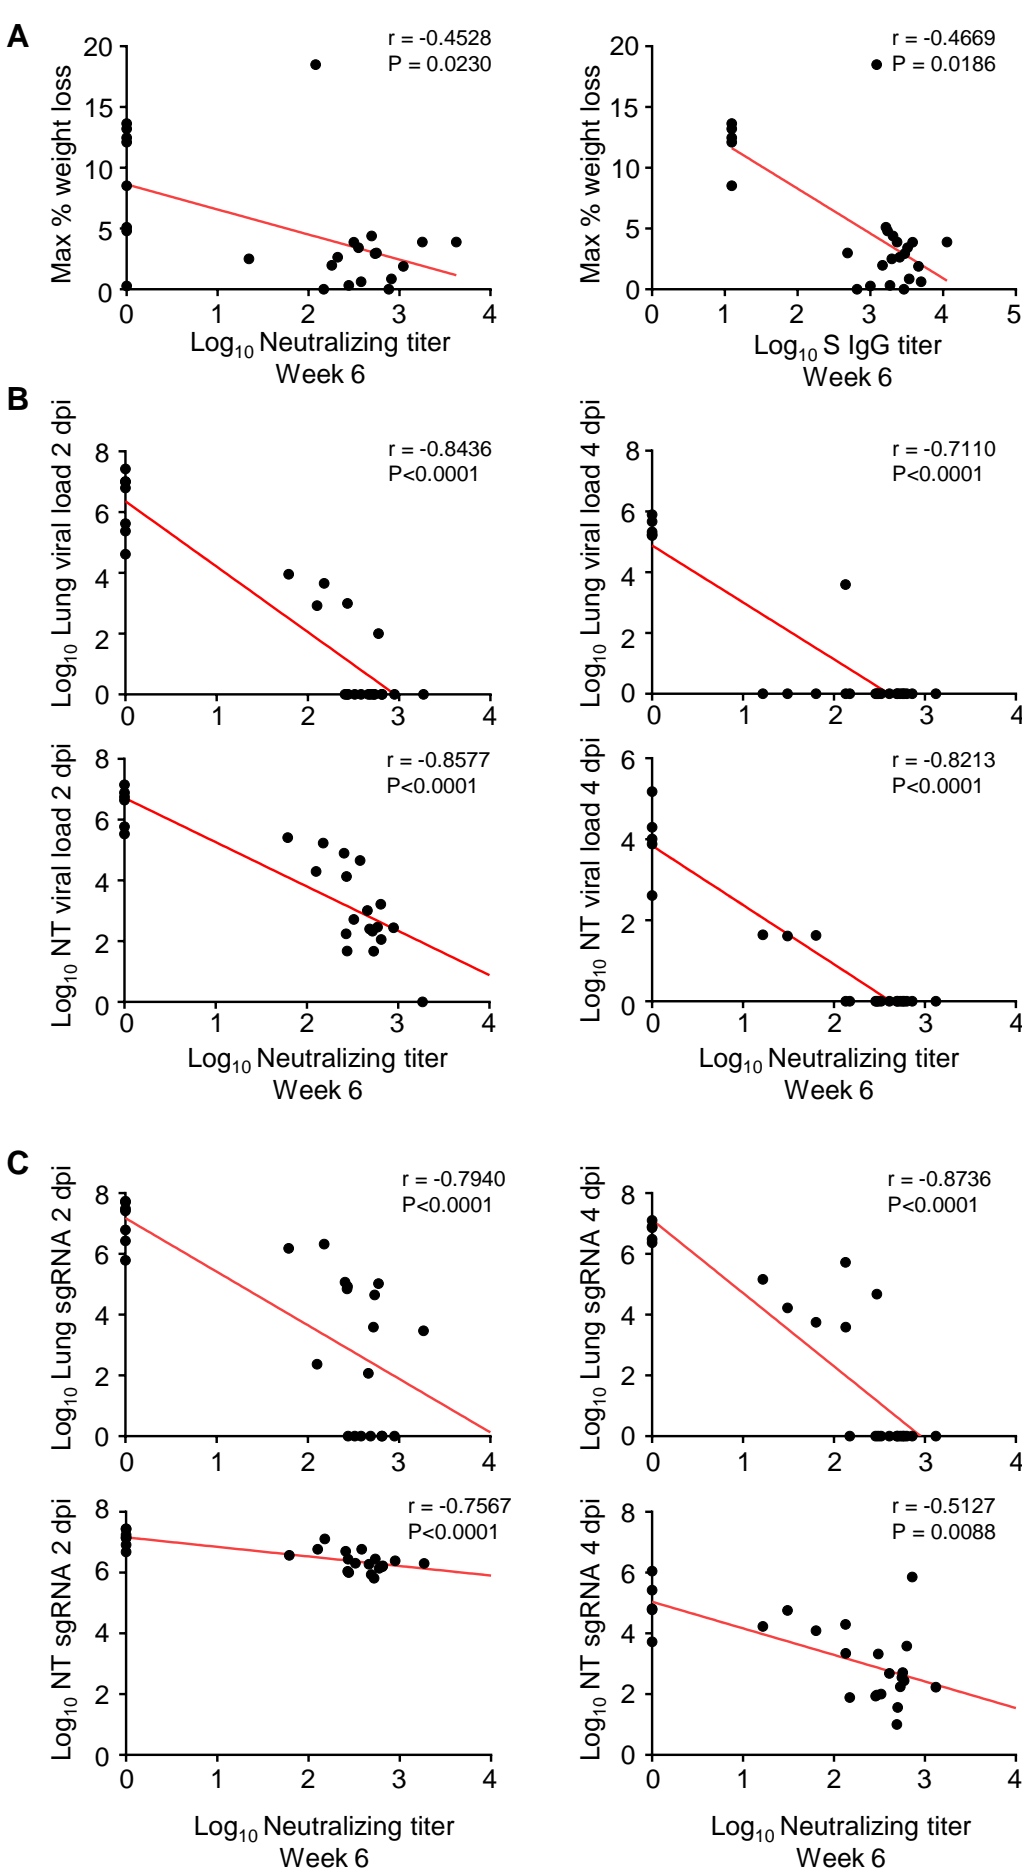 A
r = -0.4528
P = 0.0230
Max % weight loss
20
15
10
5
0
0 1 2 3 4
Log10 Neutralizing titer
Week 6
r = -0.4669
P = 0.0186
Max % weight loss
20
15
10
5
0
0 1 2 3 4 5
Log10 S IgG titer
Week 6
B
r = -0.8436
P<0.0001
Log10 Lung viral load 2 dpi
8
6
4
2
0
0 1 2 3 4
r = -0.7110
P<0.0001
Log10 Lung viral load 4 dpi
8
6
4
2
0
0 1 2 3 4
r = -0.8577
P<0.0001
Log10 NT viral load 2 dpi
8
6
4
2
0
0 1 2 3 4
Log10 Neutralizing titer
Week 6
r = -0.8213
P<0.0001
Log10 NT viral load 4 dpi
6
4
2
0
0 1 2 3 4
Log10 Neutralizing titer
Week 6
C
r = -0.7940
P<0.0001
Log10 Lung sgRNA 2 dpi
8
6
4
2
0
0 1 2 3 4
r = -0.8736
P<0.0001
Log10 Lung sgRNA 4 dpi
8
6
4
2
0
0 1 2 3 4
r = -0.7567
P<0.0001
Log10 NT sgRNA 2 dpi
8
6
4
2
0
0 1 2 3 4
Log10 Neutralizing titer
Week 6
r = -0.5127
P = 0.0088
Log10 NT sgRNA 4 dpi
8
6
4
2
0
0 1 2 3 4
Log10 Neutralizing titer
Week 6